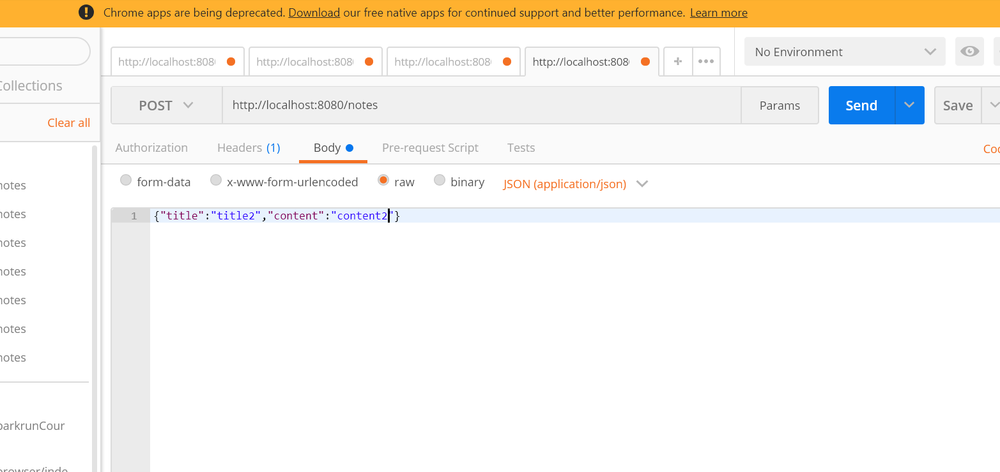 Chrome apps are being deprecated. Download our free native apps for continued support and better performance. Learn more
http://localhost:808 http://localhost:808 http://localhost:808 http://localhost:808 + •••
No Environment
Collections
POST http://localhost:8080/notes Params Send Save
Clear all
Authorization Headers (1) Body Pre-request Script Tests
form-data x-www-form-urlencoded raw binary JSON (application/json)
1 {"title":"title2","content":"content2"}
notes
notes
notes
notes
notes
notes
notes
parkrunCour
browser/inde